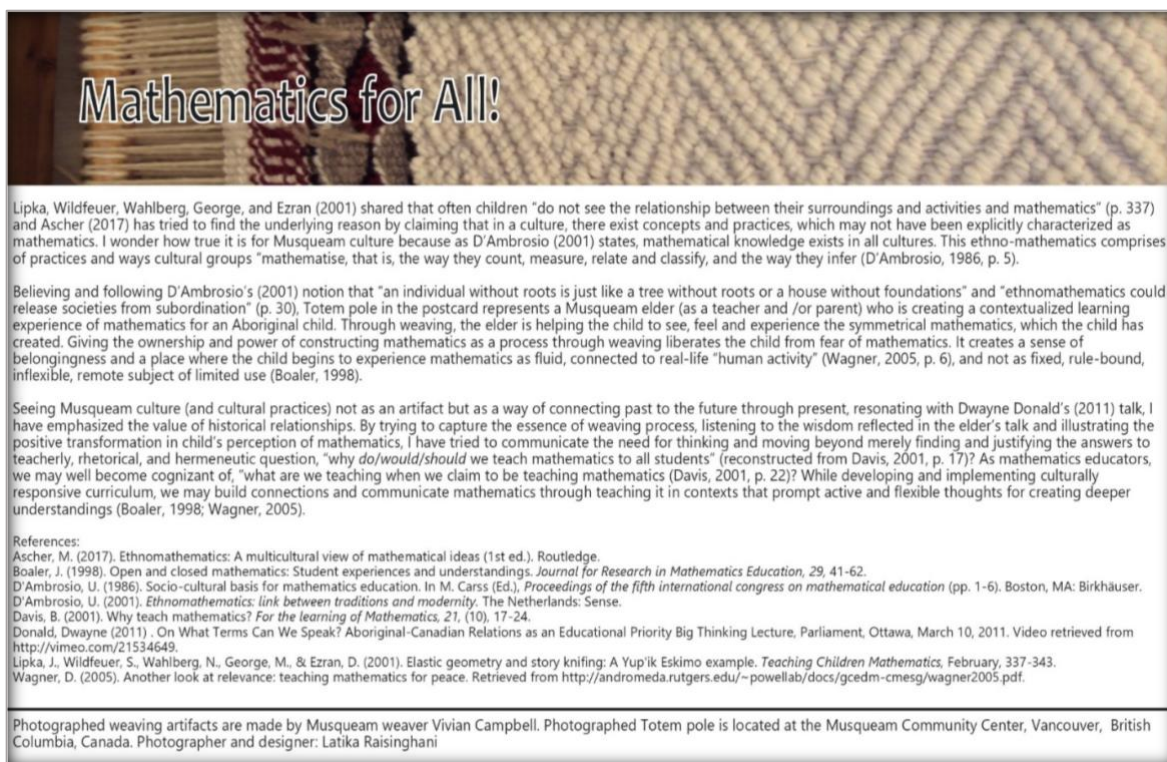 Mathematics for All!
Lipka, Wildfeuer, Wahlberg, George, and Ezran (2001) shared that often children "do not see the relationship between their surroundings and activities and mathematics" (p. 337)
and Ascher (2017) has tried to find the underlying reason by claiming that in a culture, there exist concepts and practices, which may not have been explicitly characterized as
mathematics. I wonder how true it is for Musqueam culture because as D'Ambrosio (2001) states, mathematical knowledge exists in all cultures. This ethno-mathematics comprises
of practices and ways cultural groups "mathematise, that is, the way they count, measure, relate and classify, and the way they infer (D'Ambrosio, 1986, p. 5).
Believing and following D'Ambrosio's (2001) notion that "an individual without roots is just like a tree without roots or a house without foundations" and "ethnomathematics could
release societies from subordination" (p. 30), Totem pole in the postcard represents a Musqueam elder (as a teacher and /or parent) who is creating a contextualized learning
experience of mathematics for an Aboriginal child. Through weaving, the elder is helping the child to see, feel and experience the symmetrical mathematics, which the child has
created. Giving the ownership and power of constructing mathematics as a process through weaving liberates the child from fear of mathematics. It creates a sense of
belongingness and a place where the child begins to experience mathematics as fluid, connected to real-life "human activity" (Wagner, 2005, p. 6), and not as fixed, rule-bound,
inflexible, remote subject of limited use (Boaler, 1998).
Seeing Musqueam culture (and cultural practices) not as an artifact but as a way of connecting past to the future through present, resonating with Dwayne Donald's (2011) talk, I
have emphasized the value of historical relationships. By trying to capture the essence of weaving process, listening to the wisdom reflected in the elder's talk and illustrating the
positive transformation in child's perception of mathematics, I have tried to communicate the need for thinking and moving beyond merely finding and justifying the answers to
teacherly, rhetorical, and hermeneutic question, "why do/would/should we teach mathematics to all students" (reconstructed from Davis, 2001, p. 17)? As mathematics educators,
we may well become cognizant of, "what are we teaching when we claim to be teaching mathematics (Davis, 2001, p. 22)? While developing and implementing culturally
responsive curriculum, we may build connections and communicate mathematics through teaching it in contexts that prompt active and flexible thoughts for creating deeper
understandings (Boaler, 1998; Wagner, 2005).
References:
Ascher, M. (2017). Ethnomathematics: A multicultural view of mathematical ideas (1st ed.). Routledge.
Boaler, J. (1998). Open and closed mathematics: Student experiences and understandings. Journal for Research in Mathematics Education, 29, 41-62.
D'Ambrosio, U. (1986). Socio-cultural basis for mathematics education. In M. Carss (Ed.), Proceedings of the fifth international congress on mathematical education (pp. 1-6). Boston, MA: Birkhäuser.
D'Ambrosio, U. (2001). Ethnomathematics: link between traditions and modernity. The Netherlands: Sense.
Davis, B. (2001). Why teach mathematics? For the learning of Mathematics, 21, (10), 17-24.
Donald, Dwayne (2011) . On What Terms Can We Speak? Aboriginal-Canadian Relations as an Educational Priority Big Thinking Lecture, Parliament, Ottawa, March 10, 2011. Video retrieved from
http://vimeo.com/21534649.
Lipka, J., Wildfeuer, S., Wahlberg, N., George, M., & Ezran, D. (2001). Elastic geometry and story knifing: A Yup'ik Eskimo example. Teaching Children Mathematics, February, 337-343.
Wagner, D. (2005). Another look at relevance: teaching mathematics for peace. Retrieved from http://andromeda.rutgers.edu/~powellab/docs/gcedm-cmesg/wagner2005.pdf.
Photographed weaving artifacts are made by Musqueam weaver Vivian Campbell. Photographed Totem pole is located at the Musqueam Community Center, Vancouver, British
Columbia, Canada. Photographer and designer: Latika Raisinghani